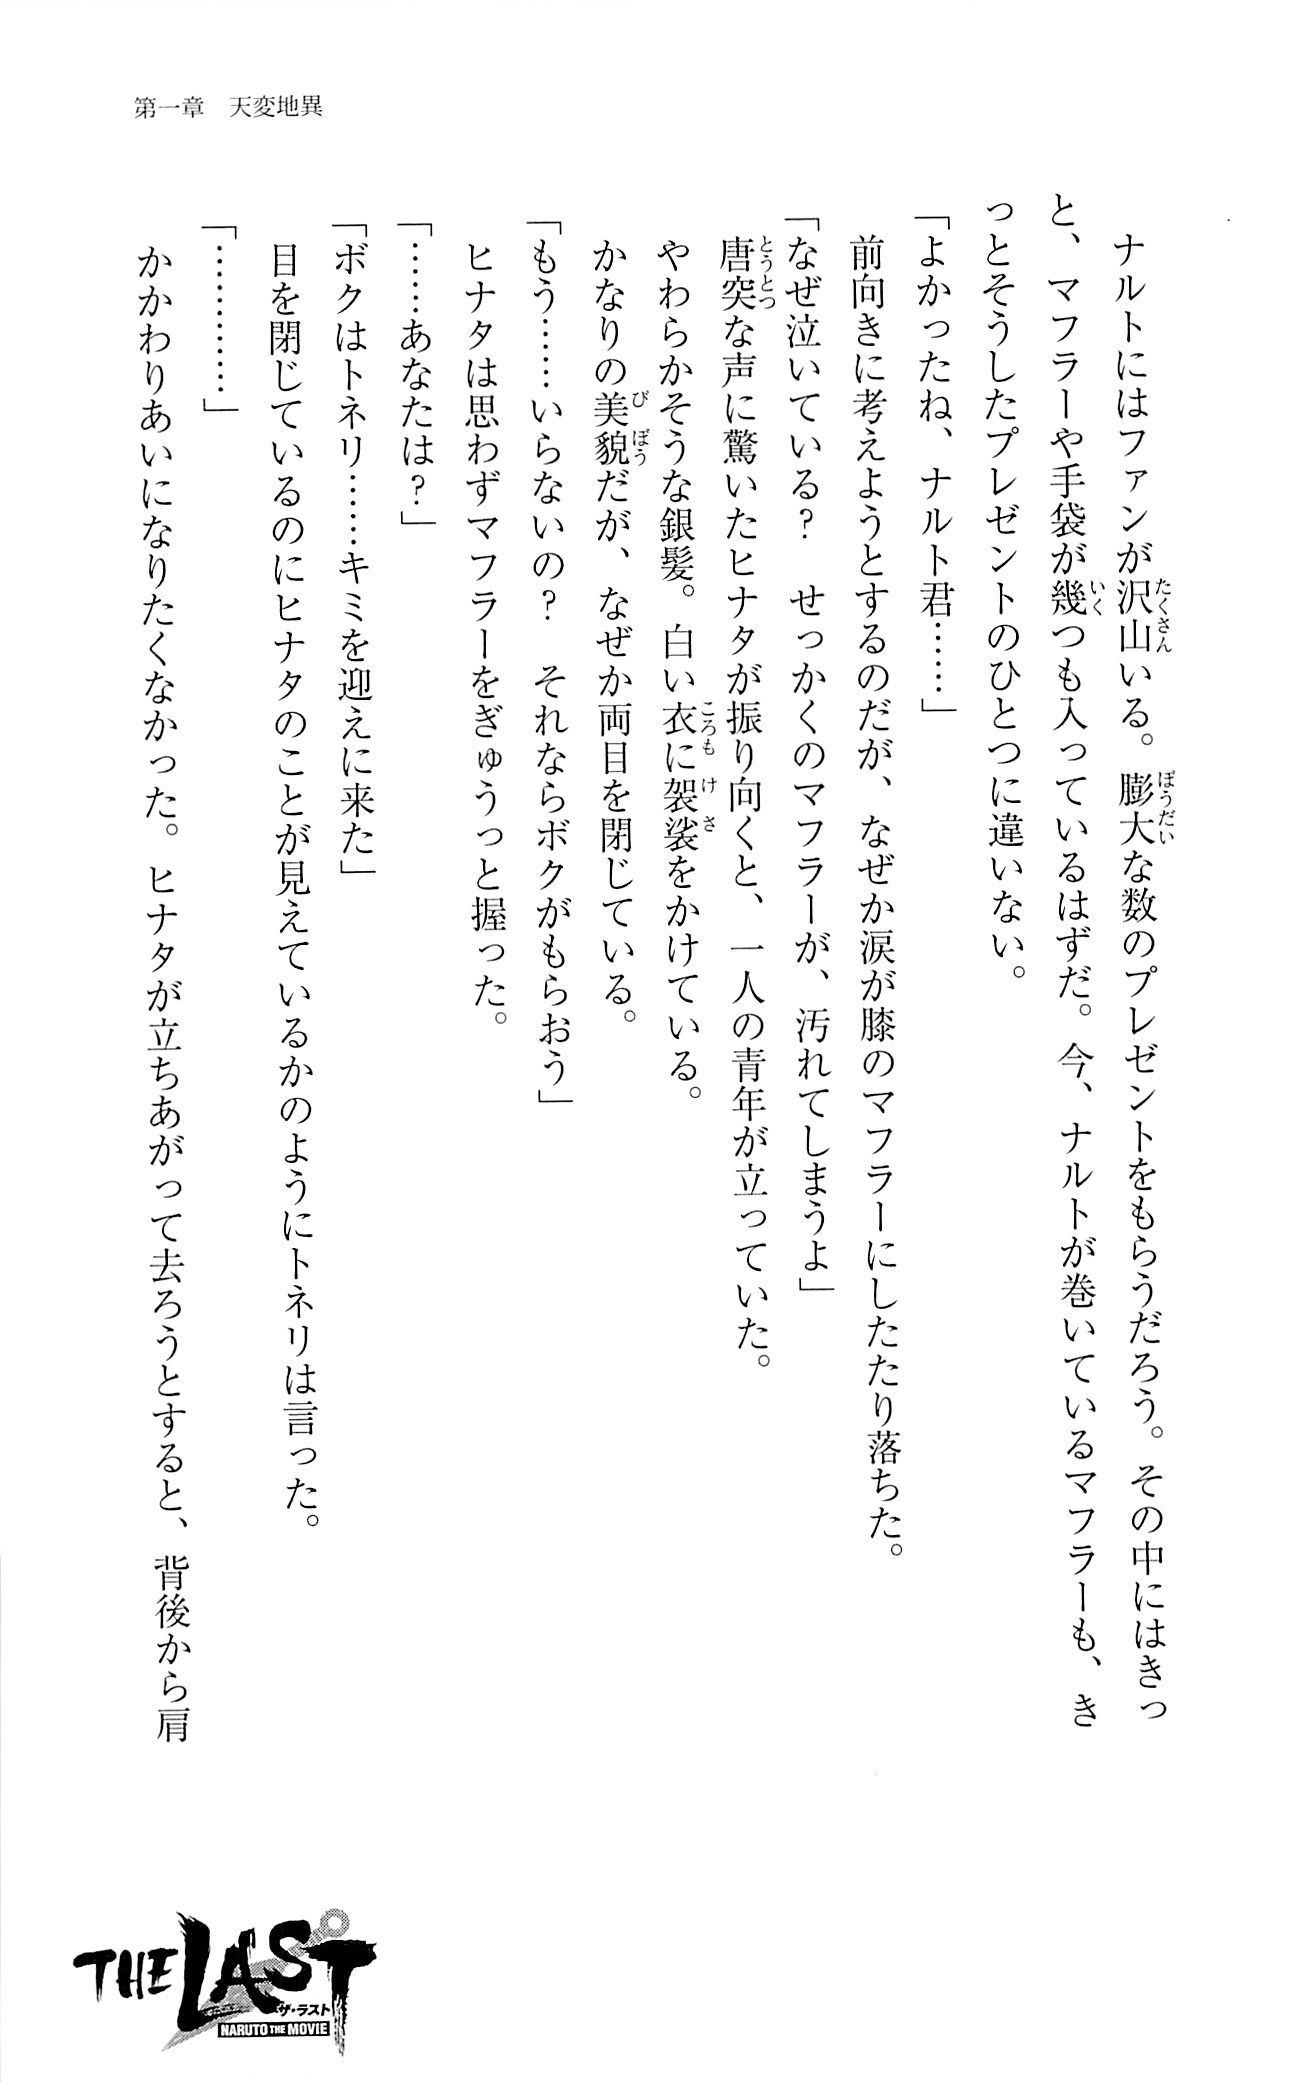 第一章　天変地異
ナルトにはファンが沢山いる。膨大な数のプレゼントをもらうだろう。その中にはきっ
と、マフラーや手袋が幾つも入っているはずだ。今、ナルトが巻いているマフラーも、き
っとそうしたプレゼントのひとつに違いない。
「よかったね、ナルト君……」
前向きに考えようとするのだが、なぜか涙が膝のマフラーにしたたり落ちた。
「なぜ泣いている？　せっかくのマフラーが、汚れてしまうよ」
唐突な声に驚いたヒナタが振り向くと、一人の青年が立っていた。
やわらかそうな銀髪。白い衣に袈裟をかけている。
かなりの美貌だが、なぜか両目を閉じている。
「もう……いらないの？　それならボクがもらおう」
ヒナタは思わずマフラーをぎゅうっと握った。
「……あなたは？」
「ボクはトネリ……キミを迎えに来た」
目を閉じているのにヒナタのことが見えているかのようにトネリは言った。
「…………」
かかわりあいになりたくなかった。ヒナタが立ちあがって去ろうとすると、背後から肩
THE LAST
ザ・ラスト
NARUTO THE MOVIE